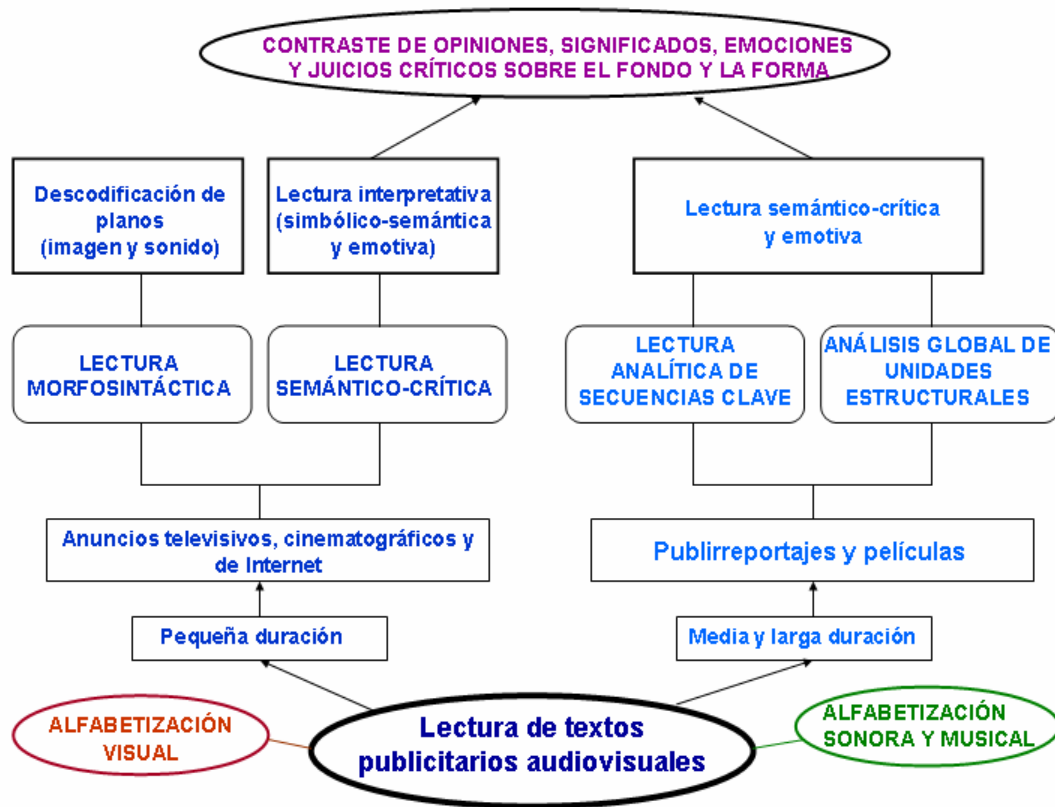 CONTRASTE DE OPINIONES, SIGNIFICADOS, EMOCIONES
Y JUICIOS CRÍTICOS SOBRE EL FONDO Y LA FORMA
Descodificación de
planos
(imagen y sonido)
Lectura interpretativa
(simbólico-semántica
y emotiva)
Lectura semántico-crítica
y emotiva
LECTURA
MORFOSINTÁCTICA
LECTURA
SEMÁNTICO-CRÍTICA
LECTURA
ANALÍTICA DE
SECUENCIAS CLAVE
ANÁLISIS GLOBAL DE
UNIDADES
ESTRUCTURALES
Anuncios televisivos, cinematográficos y
de Internet
Publirreportajes y películas
Pequeña duración
Media y larga duración
ALFABETIZACIÓN
VISUAL
Lectura de textos
publicitarios audiovisuales
ALFABETIZACIÓN
SONORA Y MUSICAL